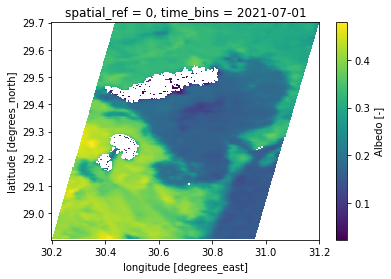 spatial_ref = 0, time_bins = 2021-07-01
29.7
29.6
29.5
29.4
29.3
29.2
29.1
29.0
latitude [degrees_north]
30.2 30.4 30.6 30.8 31.0 31.2
longitude [degrees_east]
0.4
0.3
0.2
0.1
Albedo [-]